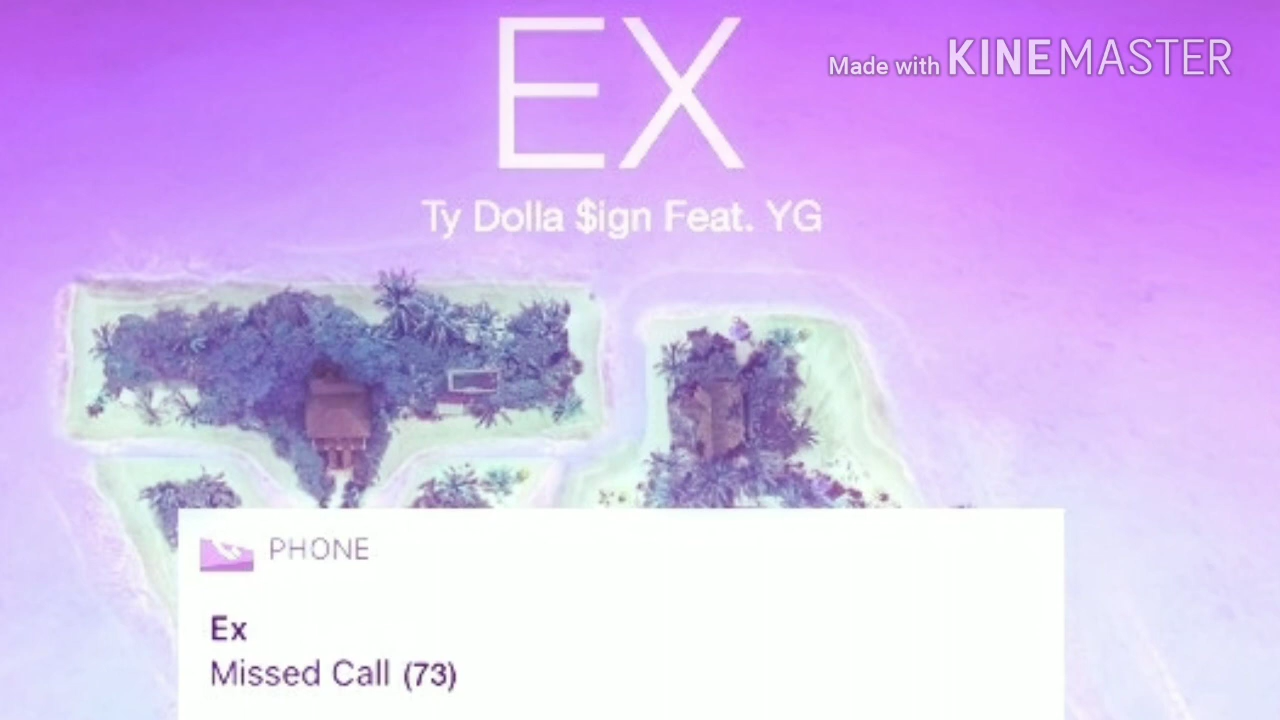 EX
Made with KINEMASTER
Ty Dolla $ign Feat. YG
PHONE
Ex
Missed Call (73)